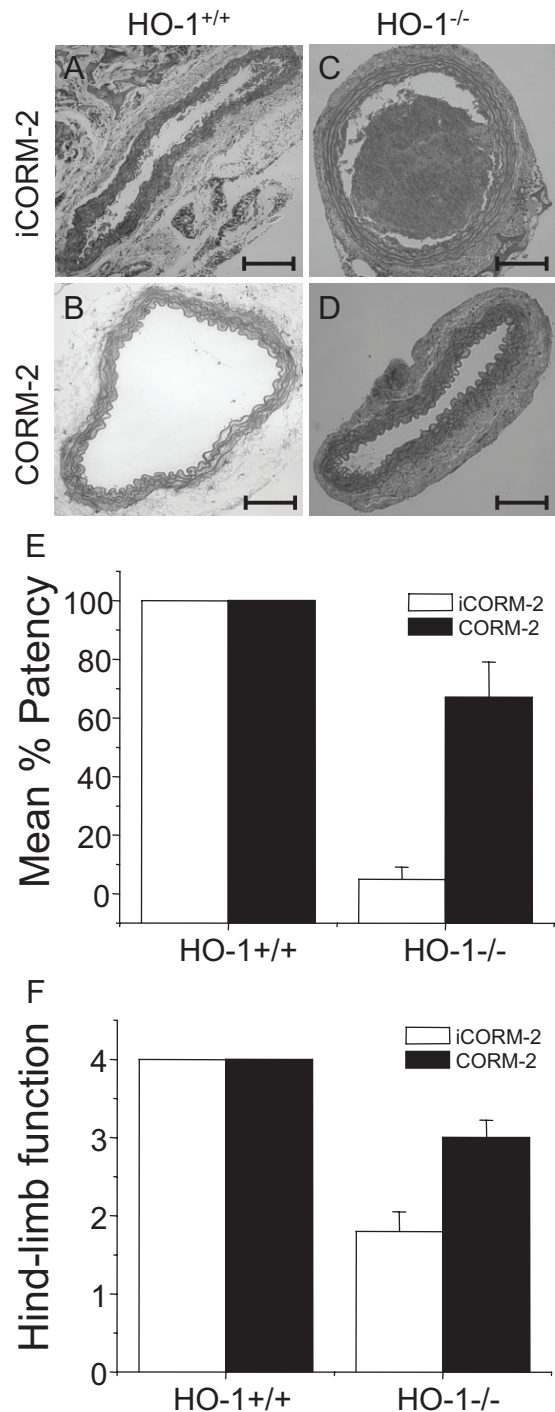 HO-1+/+ HO-1-/-
iCORM-2
A
C
CORM-2
B
D
E
Mean % Patency
100
80
60
40
20
0
iCORM-2
CORM-2
HO-1+/+ HO-1-/-
F
Hind-limb function
4
3
2
1
0
iCORM-2
CORM-2
HO-1+/+ HO-1-/-